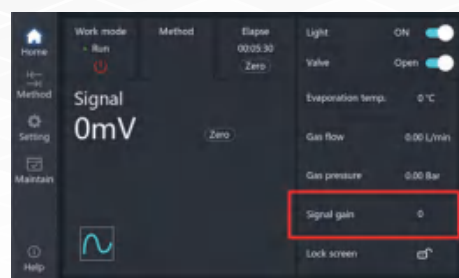 Home
Method
Setting
Maintain
Help
Work mode
Run
Method
Elapse
00:05:30
Zero
Signal
0mV
Zero
Light ON
Valve Open
Evaporation temp. 0 °C
Gas flow 0.00 L/min
Gas pressure 0.00 Bar
Signal gain 0
Lock screen